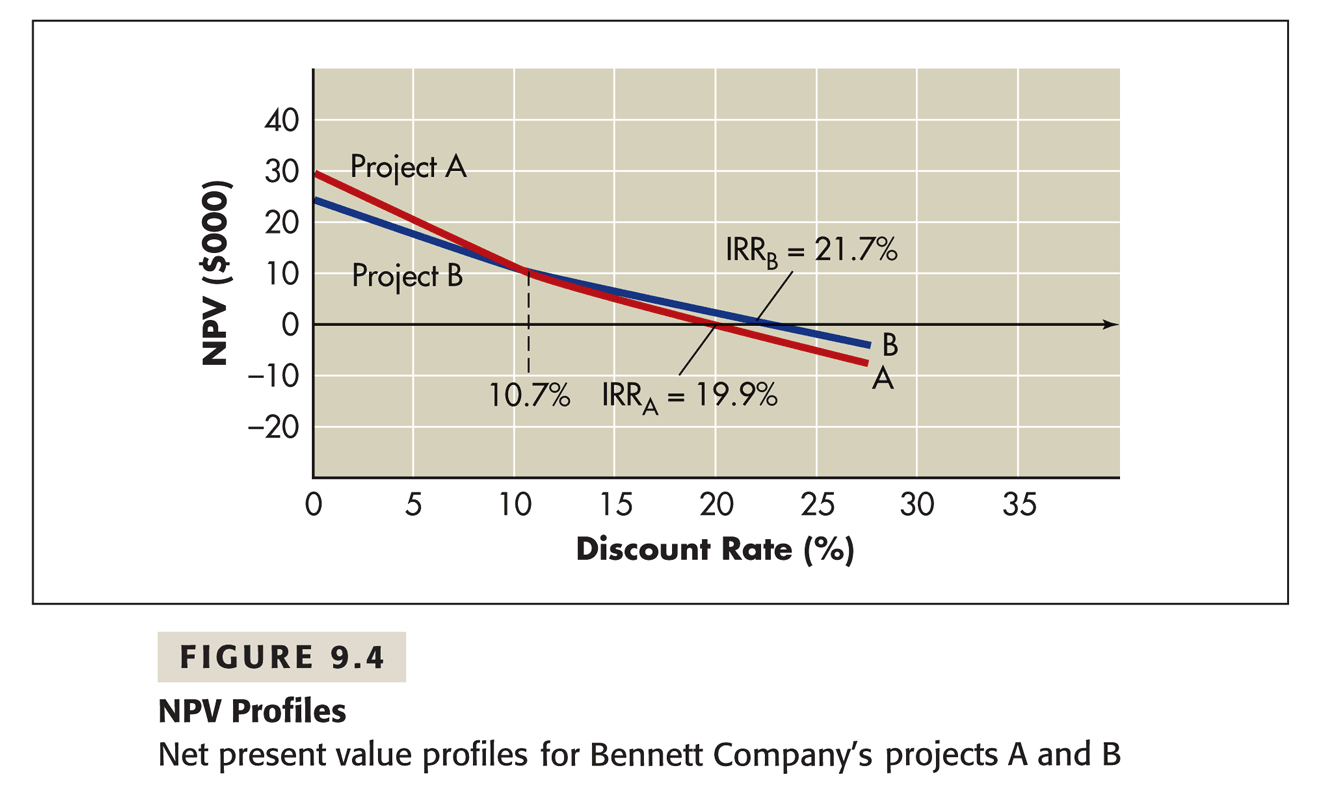 40
30
20
10
0
−10
−20
NPV ($000)
Project A
Project B
IRRB = 21.7%
B
A
10.7%
IRRA = 19.9%
0 5 10 15 20 25 30 35
Discount Rate (%)
FIGURE 9.4
NPV Profiles
Net present value profiles for Bennett Company’s projects A and B